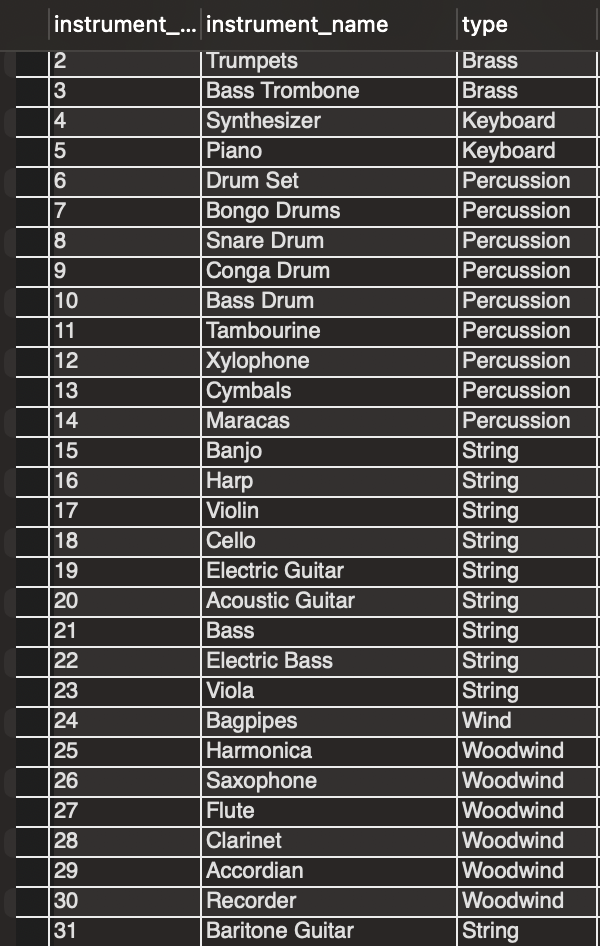 instrument_... instrument_name type
2 Trumpets Brass
3 Bass Trombone Brass
4 Synthesizer Keyboard
5 Piano Keyboard
6 Drum Set Percussion
7 Bongo Drums Percussion
8 Snare Drum Percussion
9 Conga Drum Percussion
10 Bass Drum Percussion
11 Tambourine Percussion
12 Xylophone Percussion
13 Cymbals Percussion
14 Maracas Percussion
15 Banjo String
16 Harp String
17 Violin String
18 Cello String
19 Electric Guitar String
20 Acoustic Guitar String
21 Bass String
22 Electric Bass String
23 Viola String
24 Bagpipes Wind
25 Harmonica Woodwind
26 Saxophone Woodwind
27 Flute Woodwind
28 Clarinet Woodwind
29 Accordian Woodwind
30 Recorder Woodwind
31 Baritone Guitar String